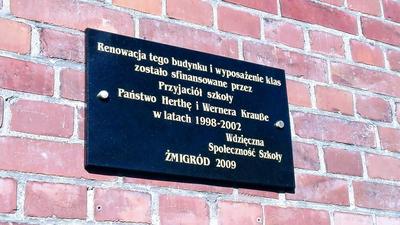 Renowacja tego budynku i wyposażenie klas
zostało sfinansowane przez
Przyjaciół szkoły
Państwo Herthę i Wernera Krauße
w latach 1998-2002
Wdzięczna
Społeczność Szkoły
ŻMIGRÓD 2009